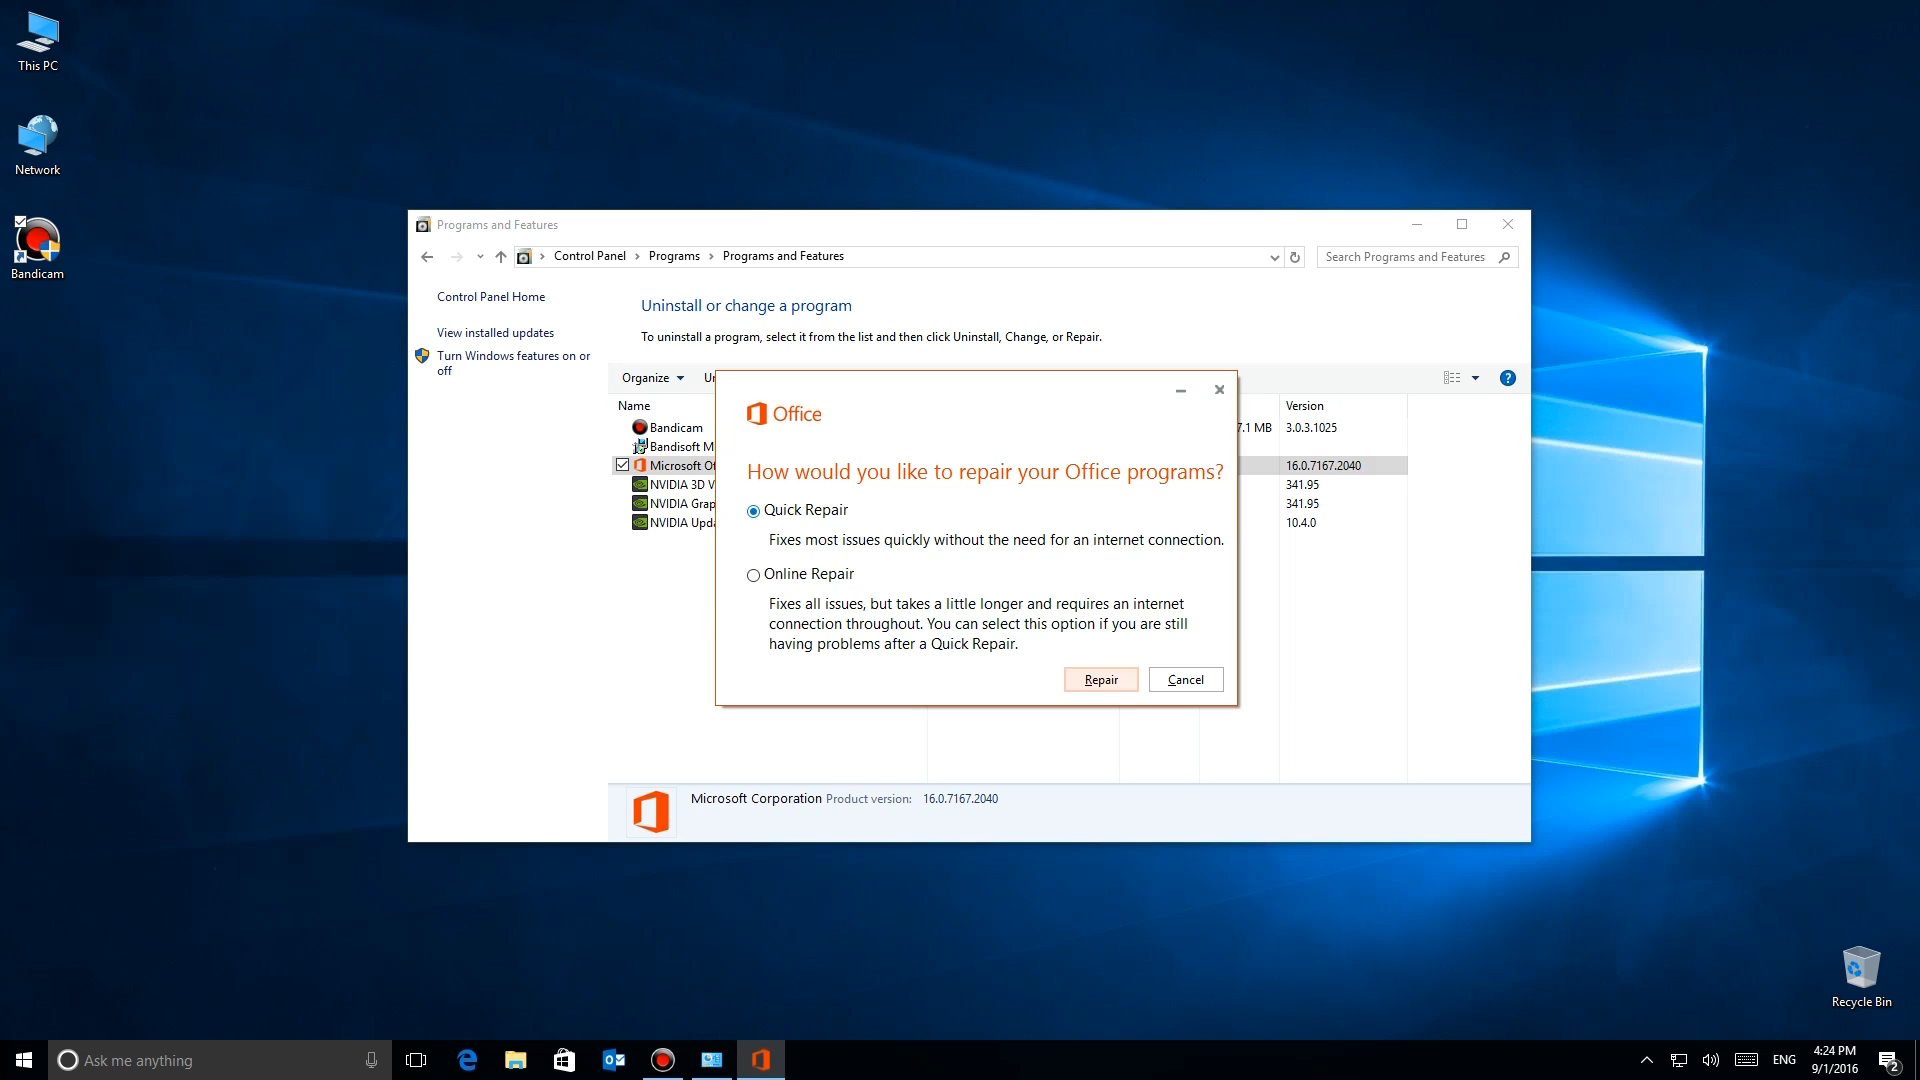 This PC
Network
Bandicam
Programs and Features
Control Panel
Programs
Programs and Features
Search Programs and Features
Control Panel Home
View installed updates
Turn Windows features on or
off
Uninstall or change a program
To uninstall a program, select it from the list and then click Uninstall, Change, or Repair.
Organize
Un
Name
Version
Bandicam
7.1 MB
3.0.3.1025
Bandisoft M
Microsoft Of
16.0.7167.2040
NVIDIA 3D V
341.95
NVIDIA Grap
341.95
NVIDIA Upda
10.4.0
Office
How would you like to repair your Office programs?
Quick Repair
Fixes most issues quickly without the need for an internet connection.
Online Repair
Fixes all issues, but takes a little longer and requires an internet
connection throughout. You can select this option if you are still
having problems after a Quick Repair.
Repair
Cancel
Microsoft Corporation Product version: 16.0.7167.2040
Recycle Bin
Ask me anything
ENG
4:24 PM
9/1/2016
2